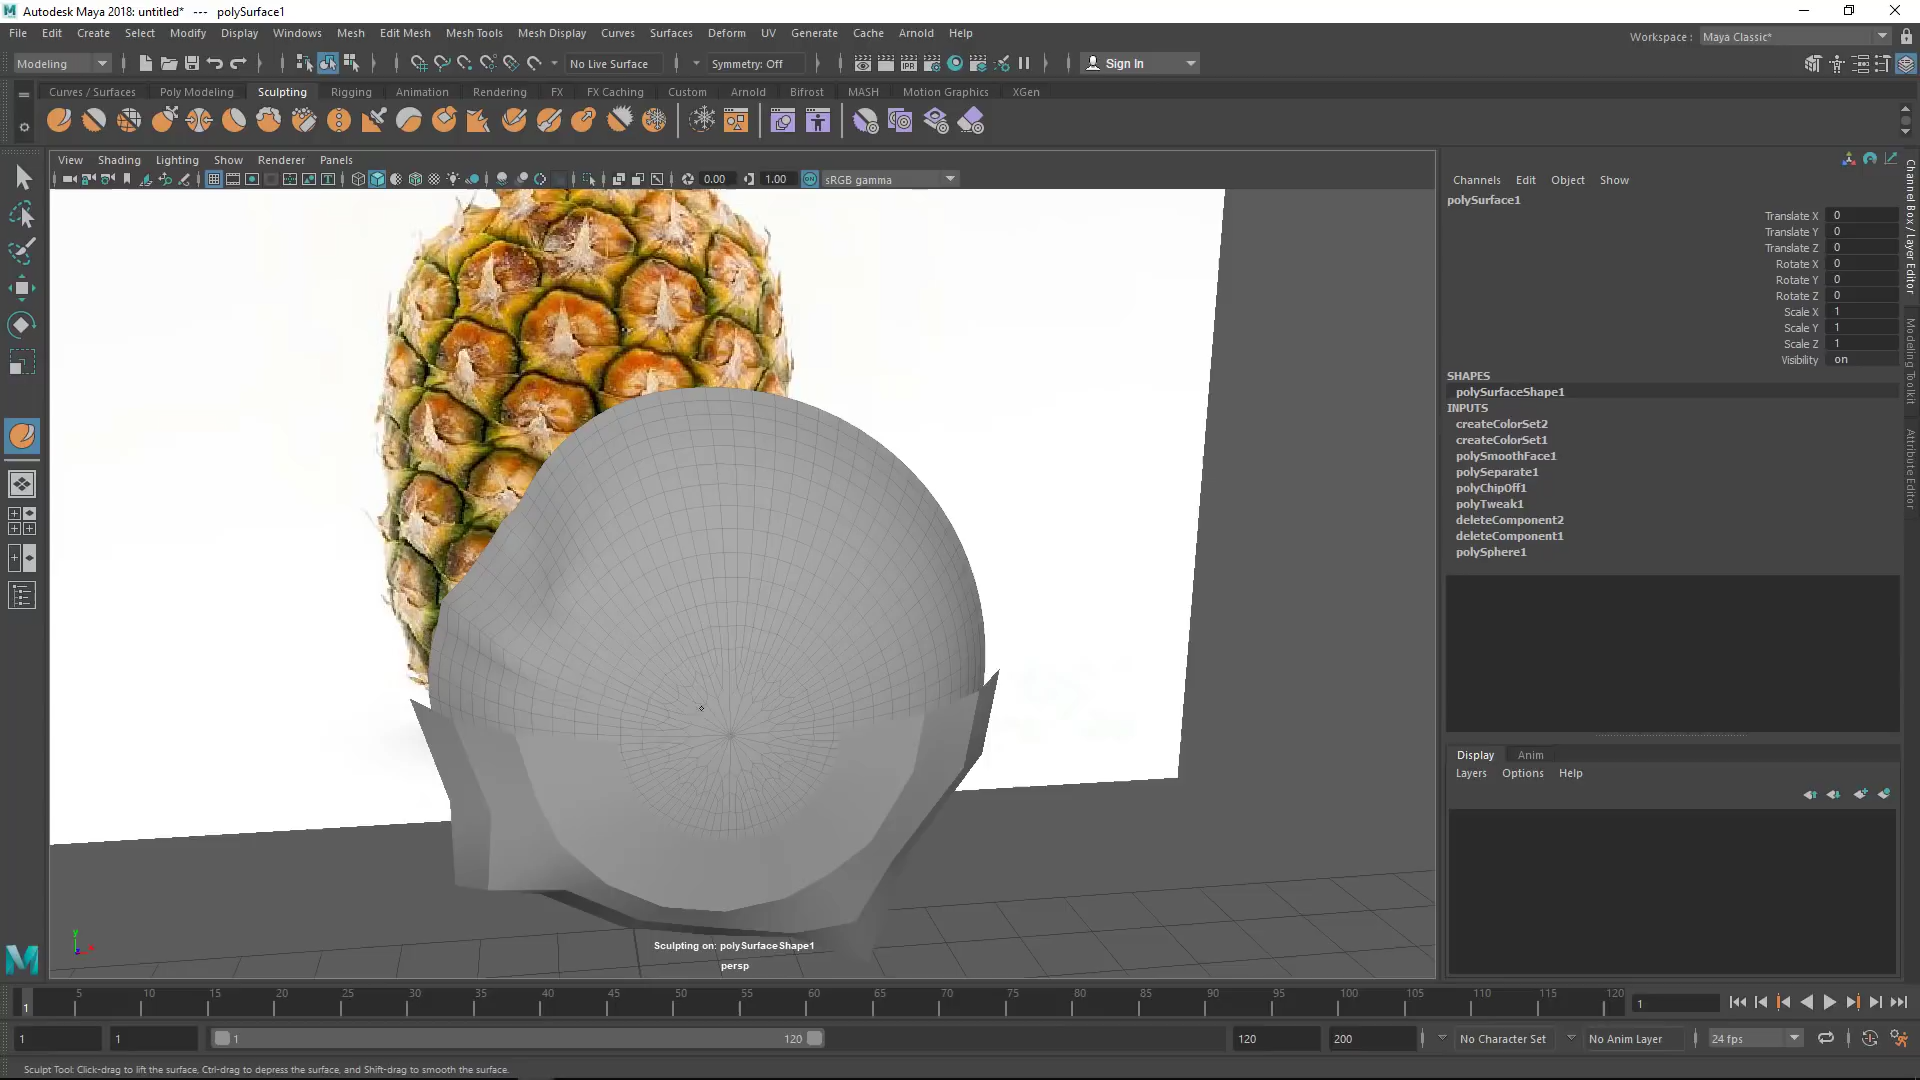 Autodesk Maya 2018: untitled* --- polySurface1
File Edit Create Select Modify Display Windows Mesh Edit Mesh Mesh Tools Mesh Display Curves Surfaces Deform UV Generate Cache Arnold Help
Workspace : Maya Classic*
Modeling
No Live Surface
Symmetry: Off
Sign In
Curves / Surfaces Poly Modeling Sculpting Rigging Animation Rendering FX FX Caching Custom Arnold Bifrost MASH Motion Graphics XGen
View Shading Lighting Show Renderer Panels
0.00 1.00 sRGB gamma
Channels Edit Object Show
polySurface1
Translate X 0
Translate Y 0
Translate Z 0
Rotate X 0
Rotate Y 0
Rotate Z 0
Scale X 1
Scale Y 1
Scale Z 1
Visibility on
SHAPES
polySurfaceShape1
INPUTS
createColorSet2
createColorSet1
polySmoothFace1
polySeparate1
polyChipOff1
polyTweak1
deleteComponent2
deleteComponent1
polySphere1
Channel Box / Layer Editor
Modeling Toolkit
Attribute Editor
Display Anim
Layers Options Help
y
Sculpting on: polySurfaceShape1
persp
1 5 10 15 20 25 30 35 40 45 50 55 60 65 70 75 80 85 90 95 100 105 110 115 120
1
1 1 1 120 120 200 No Character Set No Anim Layer 24 fps
Sculpt Tool: Click-drag to lift the surface, Ctrl-drag to depress the surface, and Shift-drag to smooth the surface.